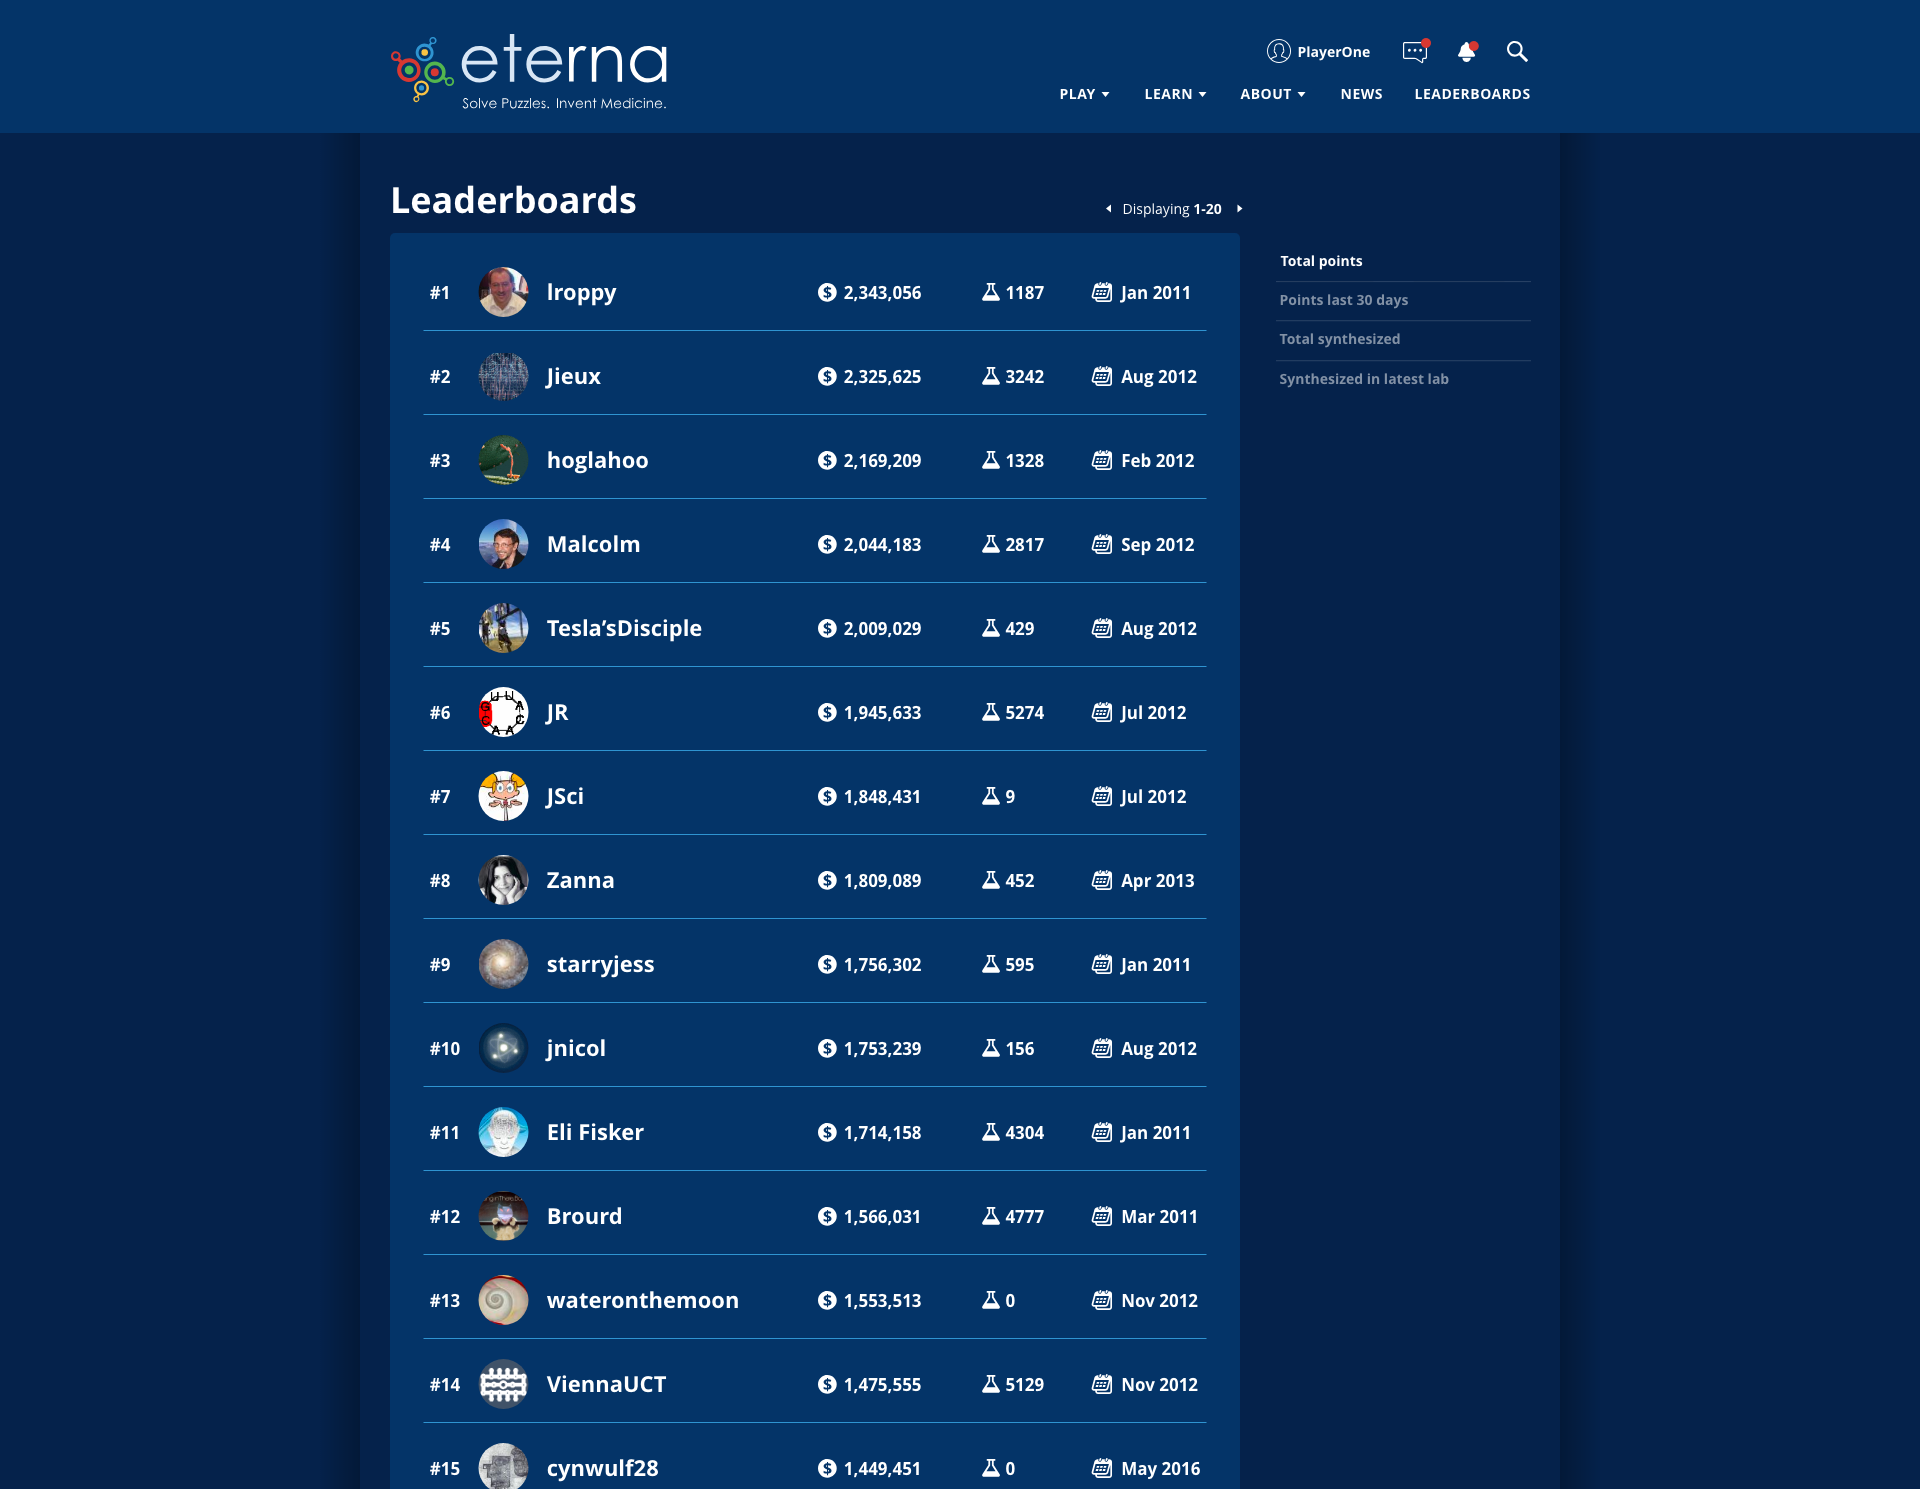 eterna
Solve Puzzles. Invent Medicine.
PlayerOne
PLAY LEARN ABOUT NEWS LEADERBOARDS
Leaderboards
Displaying 1-20
Total points
Points last 30 days
Total synthesized
Synthesized in latest lab
#1 lroppy $ 2,343,056 1187 Jan 2011
#2 Jieux $ 2,325,625 3242 Aug 2012
#3 hoglahoo $ 2,169,209 1328 Feb 2012
#4 Malcolm $ 2,044,183 2817 Sep 2012
#5 Tesla’sDisciple $ 2,009,029 429 Aug 2012
#6 JR $ 1,945,633 5274 Jul 2012
#7 JSci $ 1,848,431 9 Jul 2012
#8 Zanna $ 1,809,089 452 Apr 2013
#9 starryjess $ 1,756,302 595 Jan 2011
#10 jnicol $ 1,753,239 156 Aug 2012
#11 Eli Fisker $ 1,714,158 4304 Jan 2011
#12 Brourd $ 1,566,031 4777 Mar 2011
#13 wateronthemoon $ 1,553,513 0 Nov 2012
#14 ViennaUCT $ 1,475,555 5129 Nov 2012
#15 cynwulf28 $ 1,449,451 0 May 2016